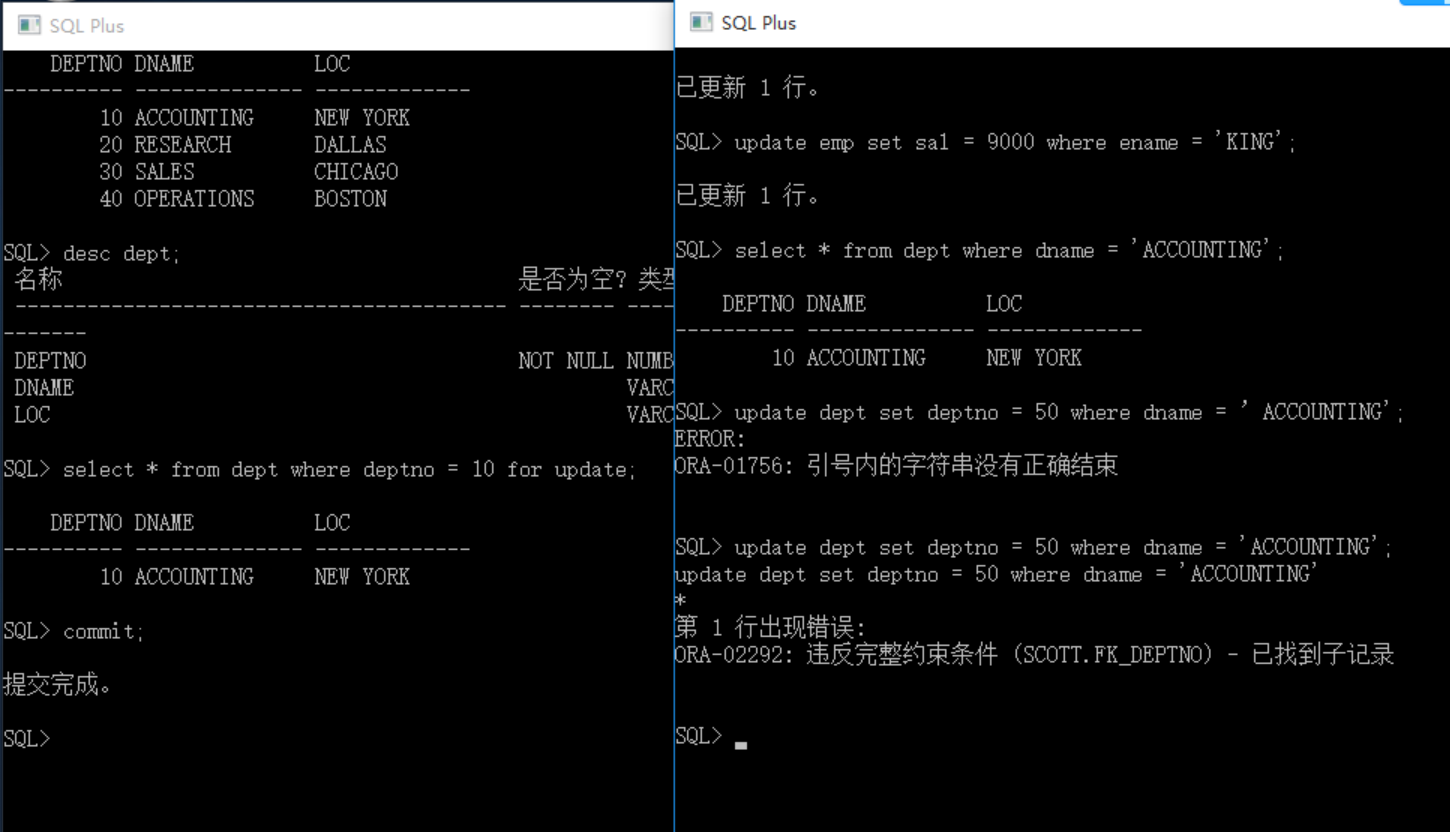 SQL Plus
DEPTNO DNAME LOC
---------- -------------- -------------
10 ACCOUNTING NEW YORK
20 RESEARCH DALLAS
30 SALES CHICAGO
40 OPERATIONS BOSTON
SQL> desc dept;
名称 是否为空? 类型
----------------------------------------- -------- ----
-------
DEPTNO NOT NULL NUMB
DNAME VARC
LOC VARC
SQL> select * from dept where deptno = 10 for update;
DEPTNO DNAME LOC
---------- -------------- -------------
10 ACCOUNTING NEW YORK
SQL> commit;
提交完成。
SQL>
SQL Plus
已更新 1 行。
SQL> update emp set sal = 9000 where ename = 'KING';
已更新 1 行。
SQL> select * from dept where dname = 'ACCOUNTING';
DEPTNO DNAME LOC
---------- -------------- -------------
10 ACCOUNTING NEW YORK
SQL> update dept set deptno = 50 where dname = ’ ACCOUNTING';
ERROR:
ORA-01756: 引号内的字符串没有正确结束
SQL> update dept set deptno = 50 where dname = 'ACCOUNTING';
update dept set deptno = 50 where dname = 'ACCOUNTING'
*
第 1 行出现错误:
ORA-02292: 违反完整约束条件 (SCOTT.FK_DEPTNO) - 已找到子记录
SQL>